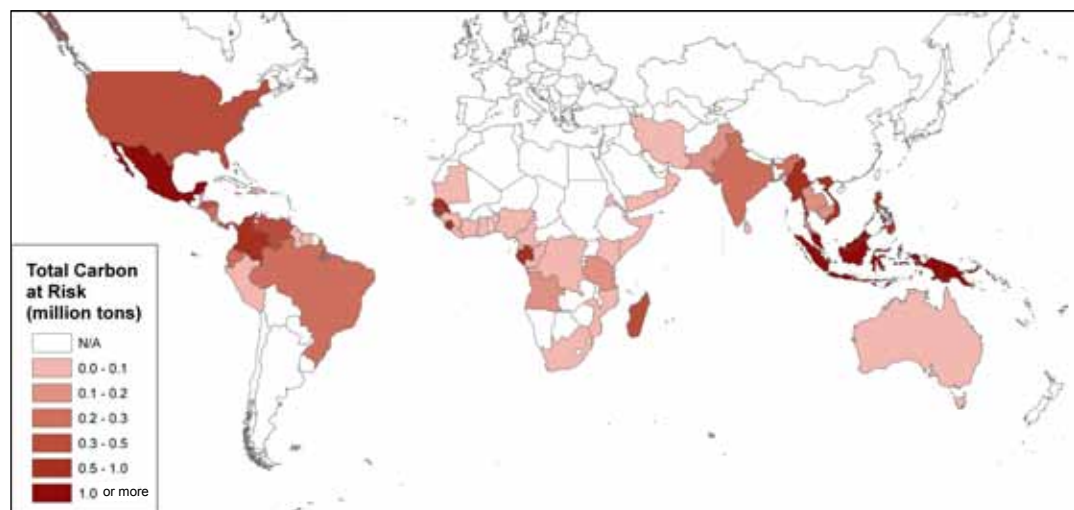 Total Carbon
at Risk
(million tons)
N/A
0.0 - 0.1
0.1 - 0.2
0.2 - 0.3
0.3 - 0.5
0.5 - 1.0
1.0 or more